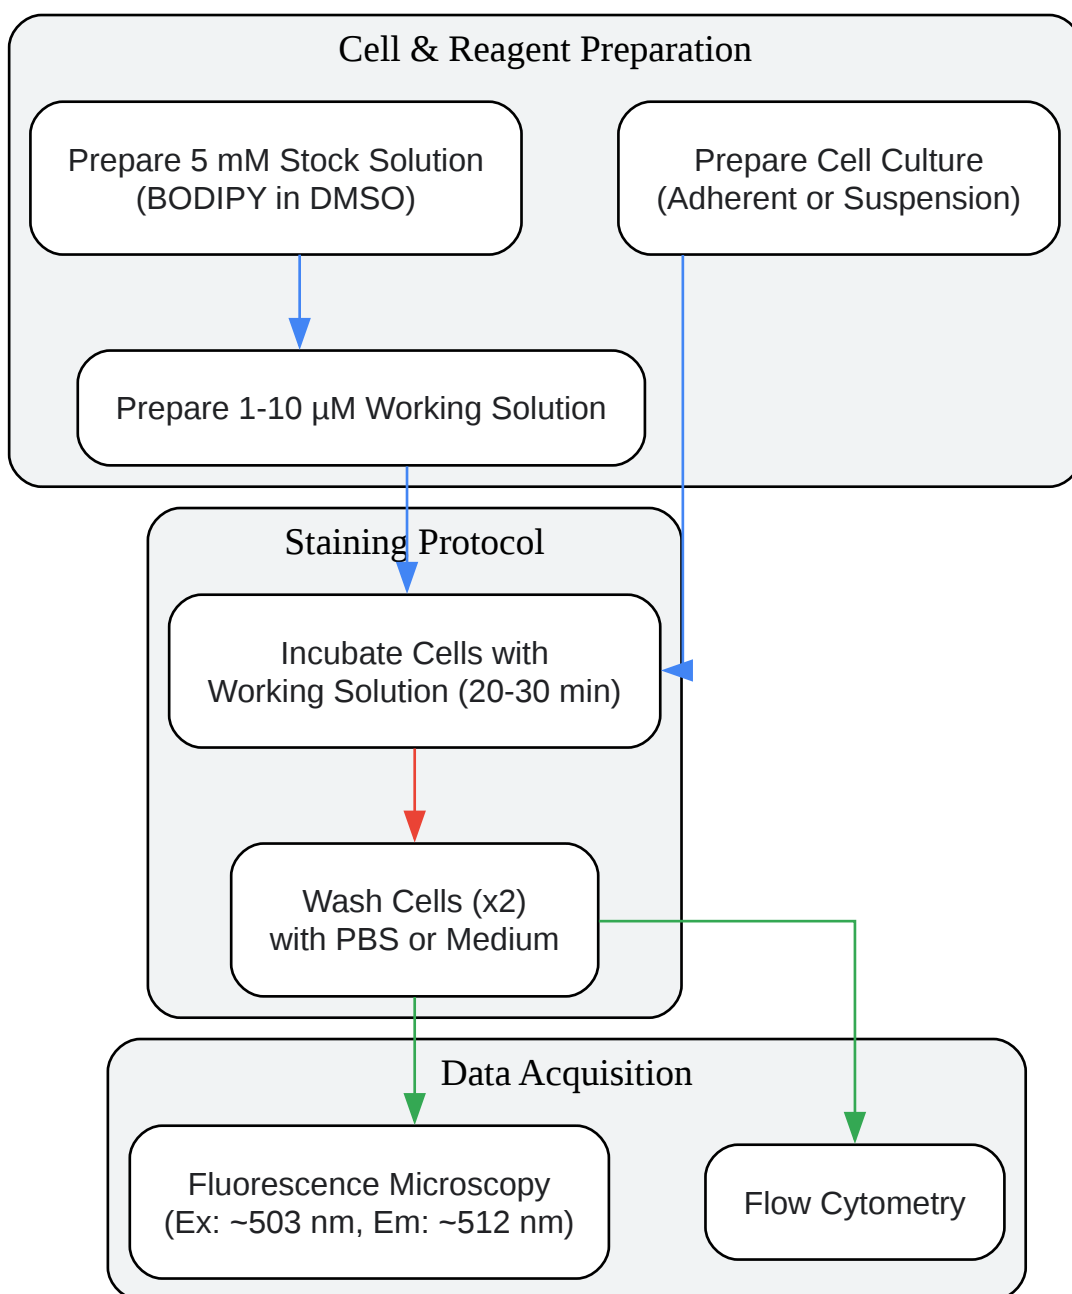 Cell & Reagent Preparation
Prepare 5 mM Stock Solution
(BODIPY in DMSO)
Prepare Cell Culture
(Adherent or Suspension)
Prepare 1-10 µM Working Solution
Staining Protocol
Incubate Cells with
Working Solution (20-30 min)
Wash Cells (x2)
with PBS or Medium
Data Acquisition
Fluorescence Microscopy
(Ex: ~503 nm, Em: ~512 nm)
Flow Cytometry